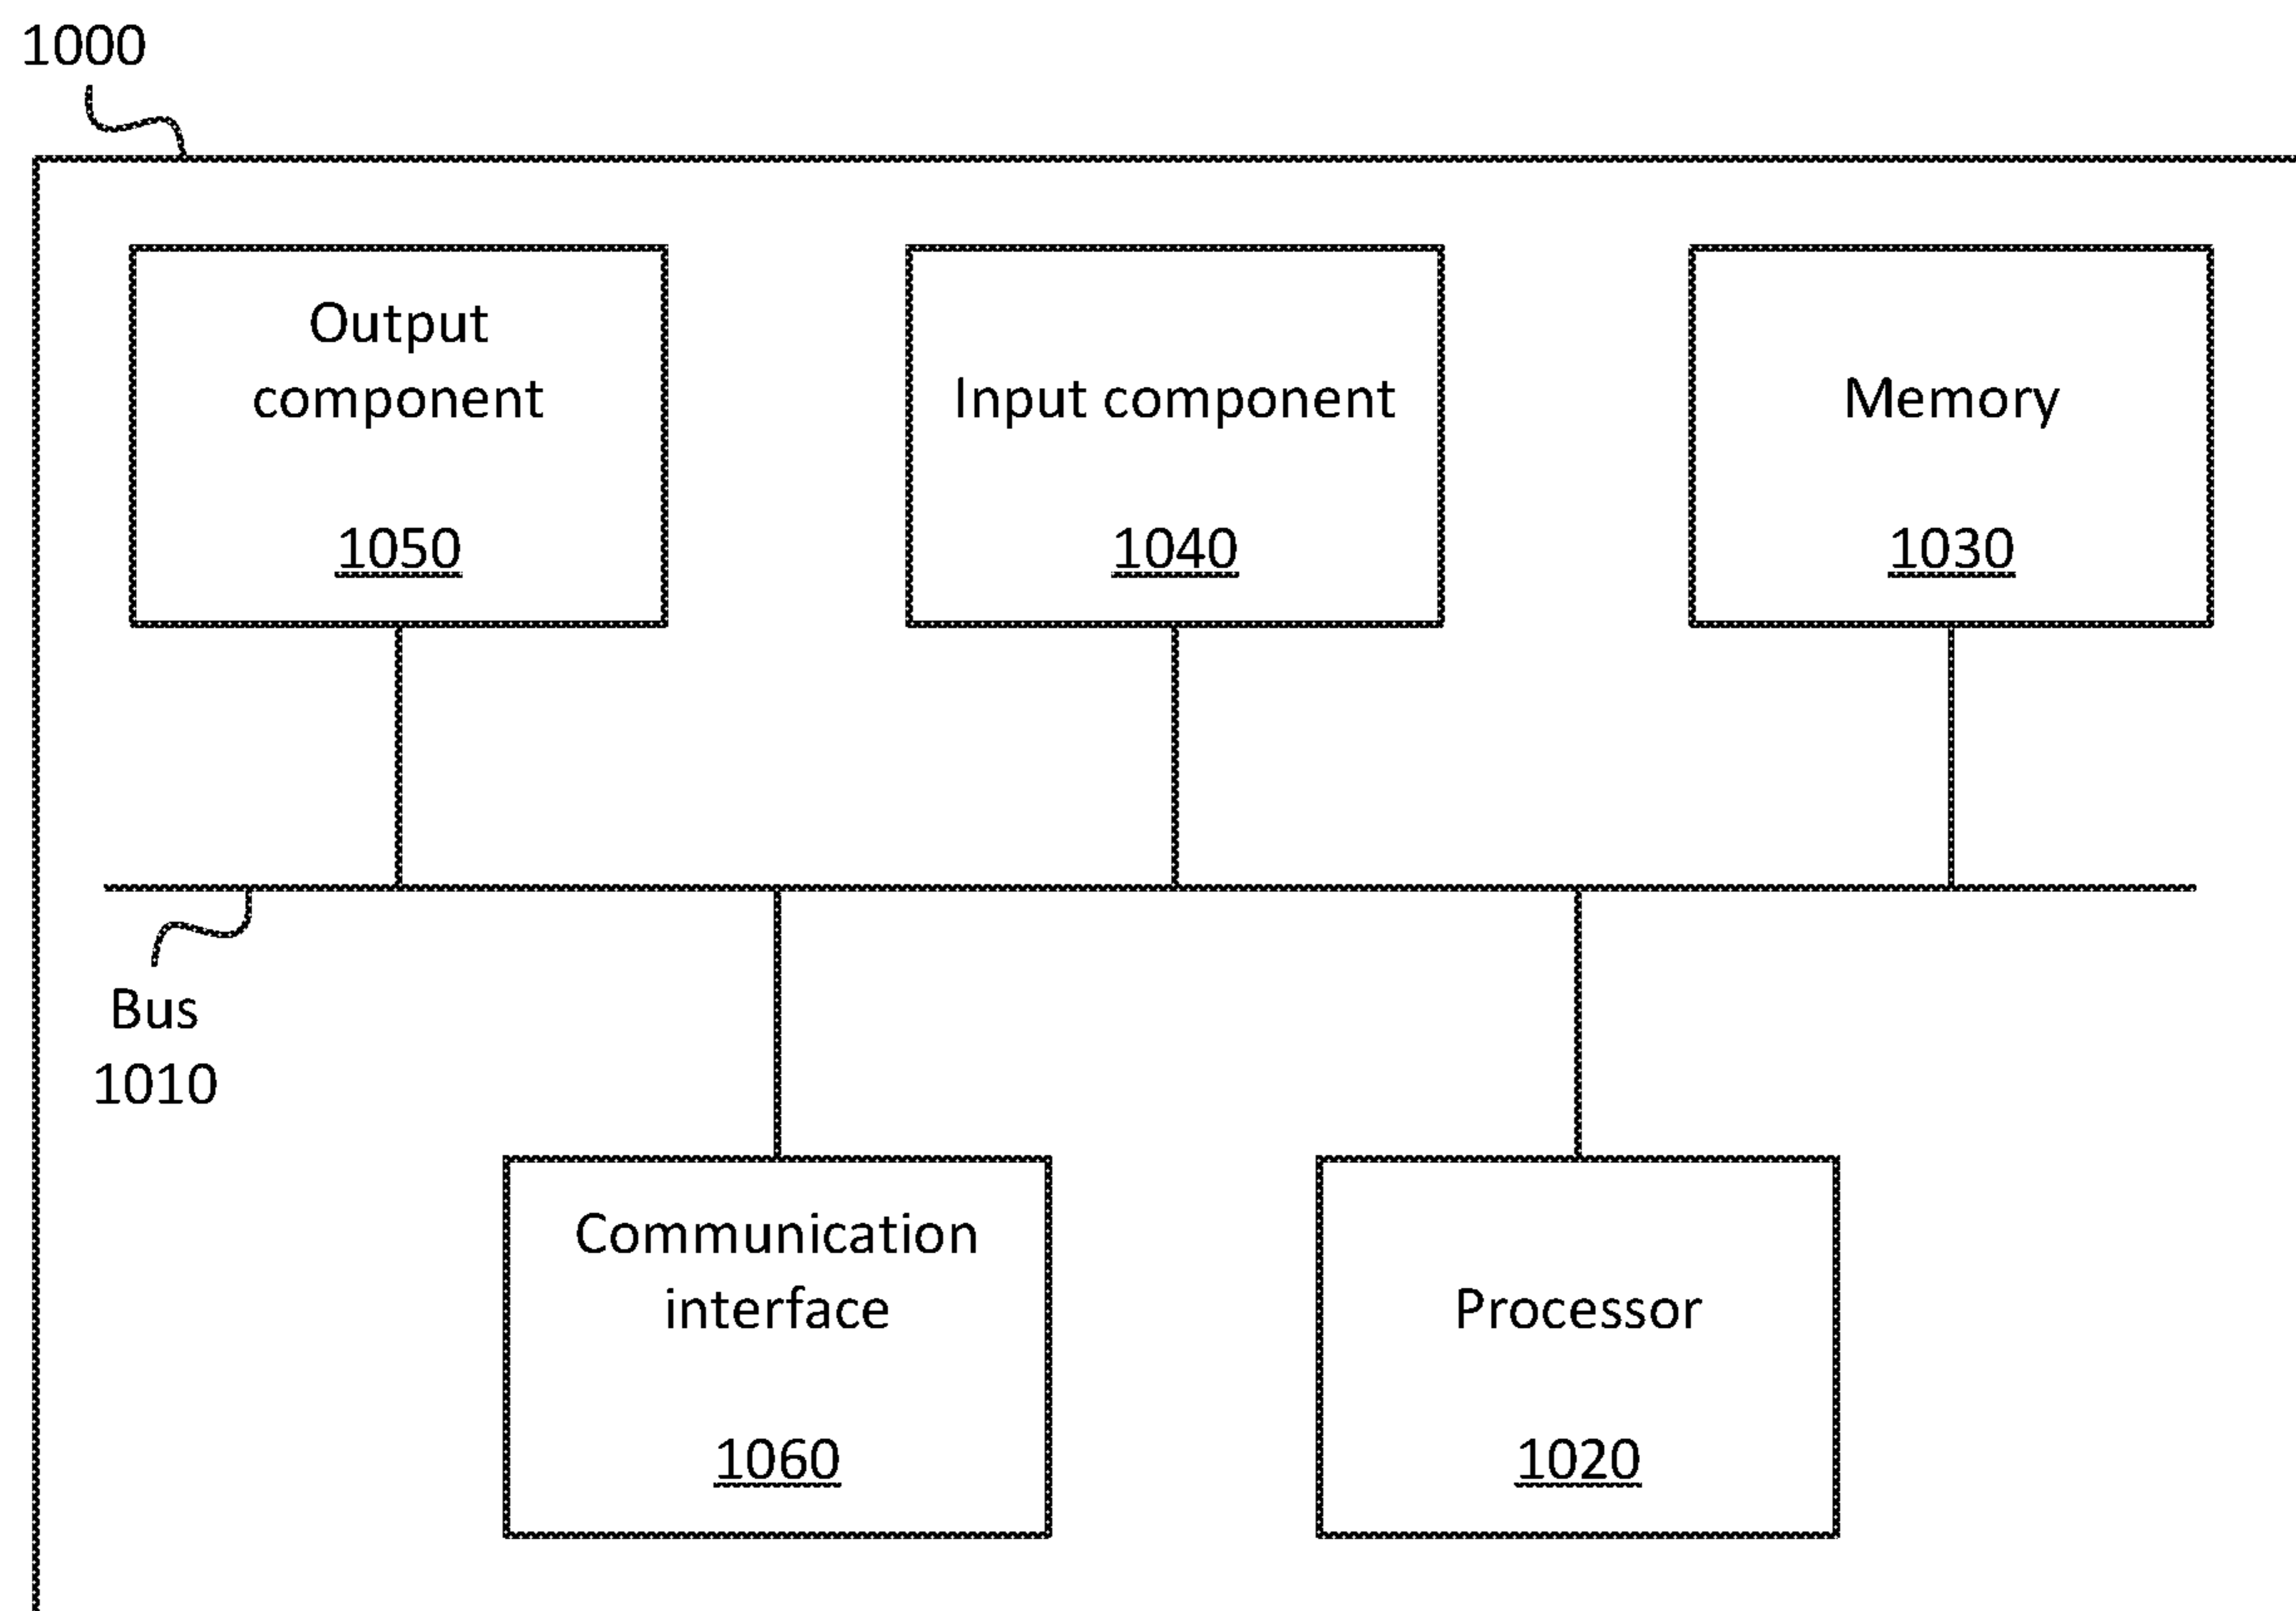 1000
Output
component
1050
Input component
1040
Memory
1030
Bus
1010
Communication
interface
1060
Processor
1020